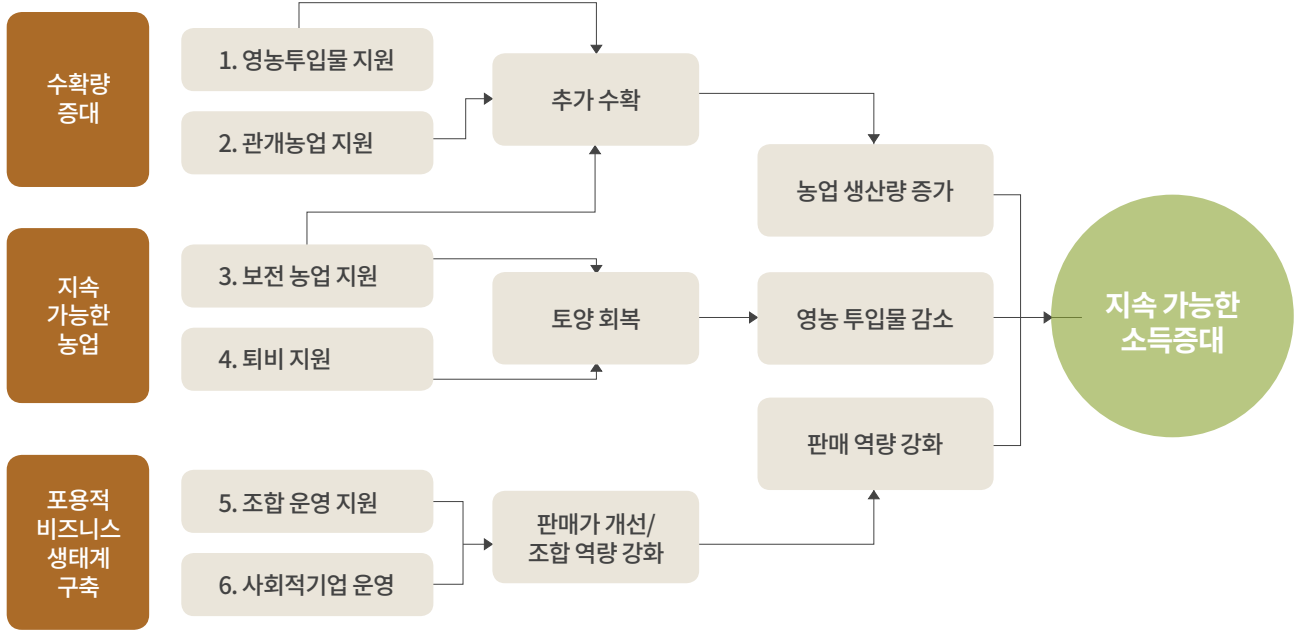 수확량
증대
1. 영농투입물 지원
2. 관개농업 지원
추가 수확
농업 생산량 증가
지속
가능한
농업
3. 보전 농업 지원
4. 퇴비 지원
토양 회복
영농 투입물 감소
지속 가능한
소득증대
포용적
비즈니스
생태계
구축
5. 조합 운영 지원
6. 사회적기업 운영
판매가 개선/
조합 역량 강화
판매 역량 강화